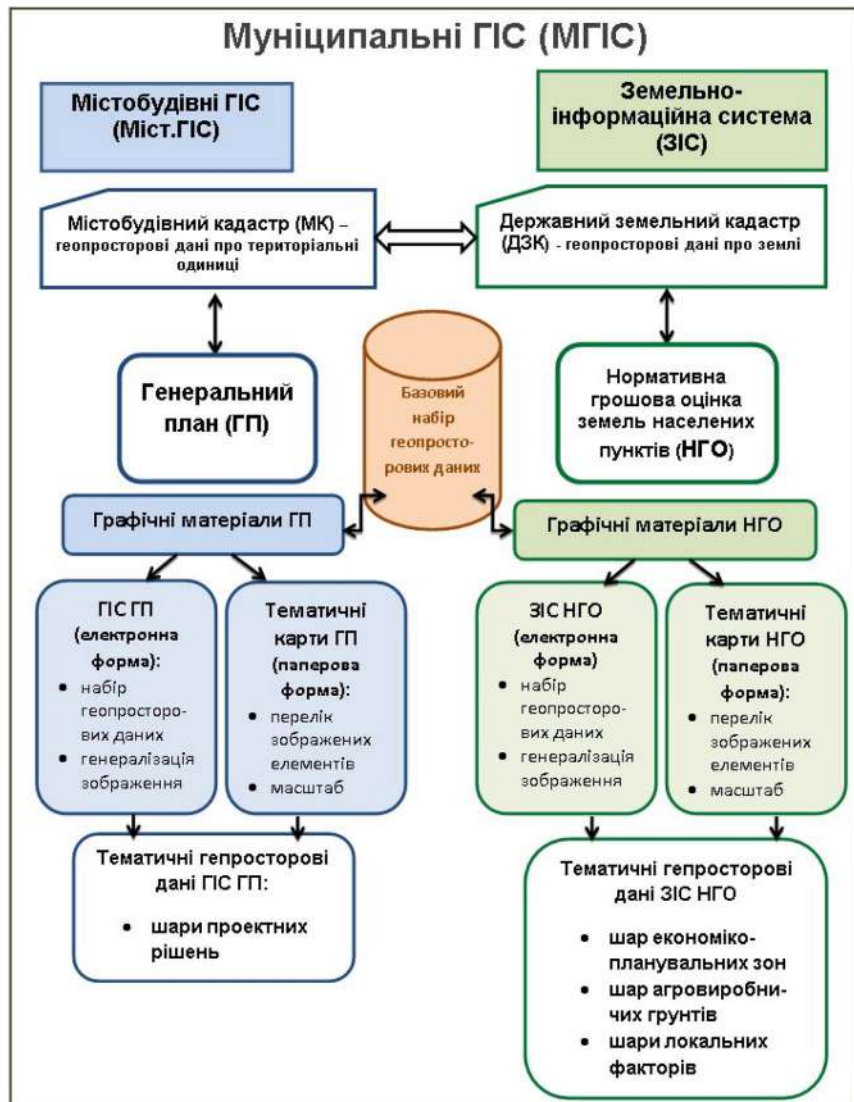 Муніципальні ГІС (МГІС)
Містобудівні ГІС
(Міст.ГІС)
Земельно-
інформаційна система
(ЗІС)
Містобудівний кадастр (МК) –
геопросторові дані про територіальні
одиниці
Державний земельний кадастр
(ДЗК) - геопросторові дані про землі
Генеральний
план (ГП)
Базовий
набір
геопросто-
рових даних
Нормативна
грошова оцінка
земель населених
пунктів (НГО)
Графічні матеріали ГП
Графічні матеріали НГО
ГІС ГП
(електронна
форма):
• набір
геопросторо-
вих даних
• генералізація
зображення
Тематичні
карти ГП
(паперова
форма):
• перелік
зображених
елементів
• масштаб
ЗІС НГО
(електронна
форма)
• набір
геопросторо-
вих даних
• генералізація
зображення
Тематичні
карти НГО
(паперова
форма):
• перелік
зображених
елементів
• масштаб
Тематичні гепросторові
дані ГІС ГП:
• шари проектних
рішень
Тематичні гепросторові
дані ЗІС НГО
• шар економіко-
планувальних зон
• шар агровиробни-
чих грунтів
• шари локальних
факторів